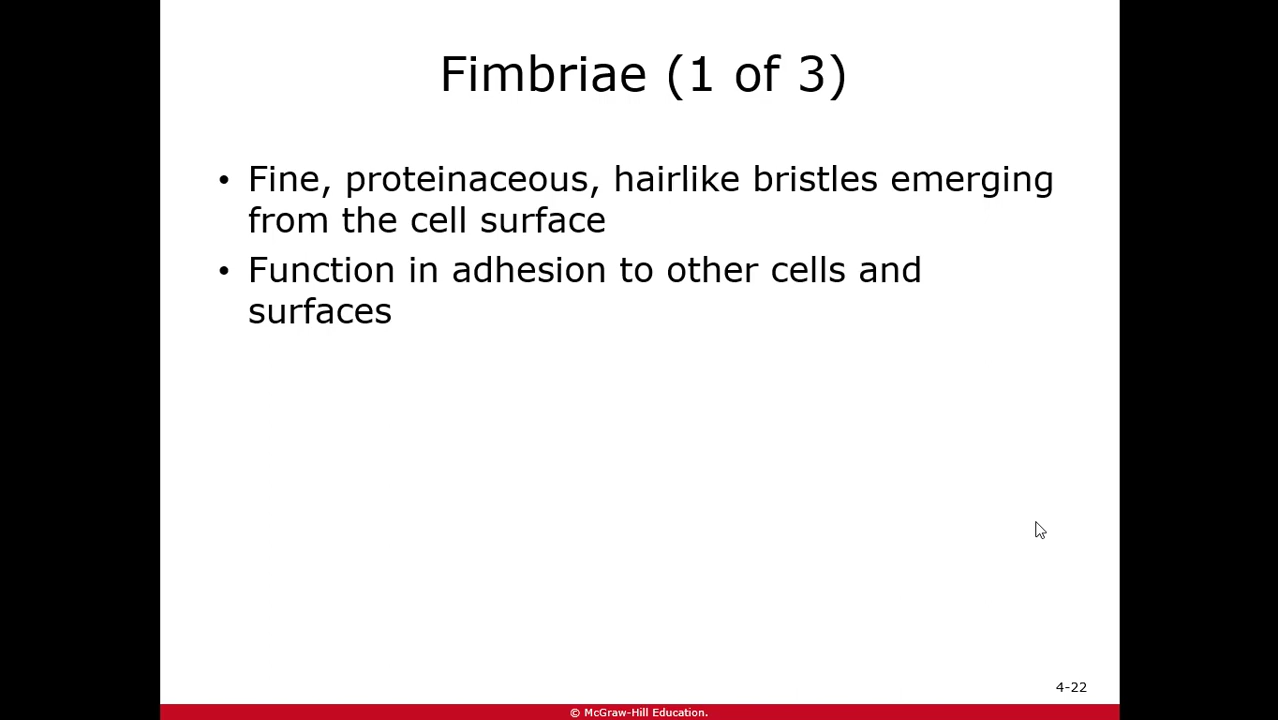 Fimbriae (1 of 3)
• Fine, proteinaceous, hairlike bristles emerging
from the cell surface
• Function in adhesion to other cells and
surfaces
4-22
© McGraw-Hill Education.